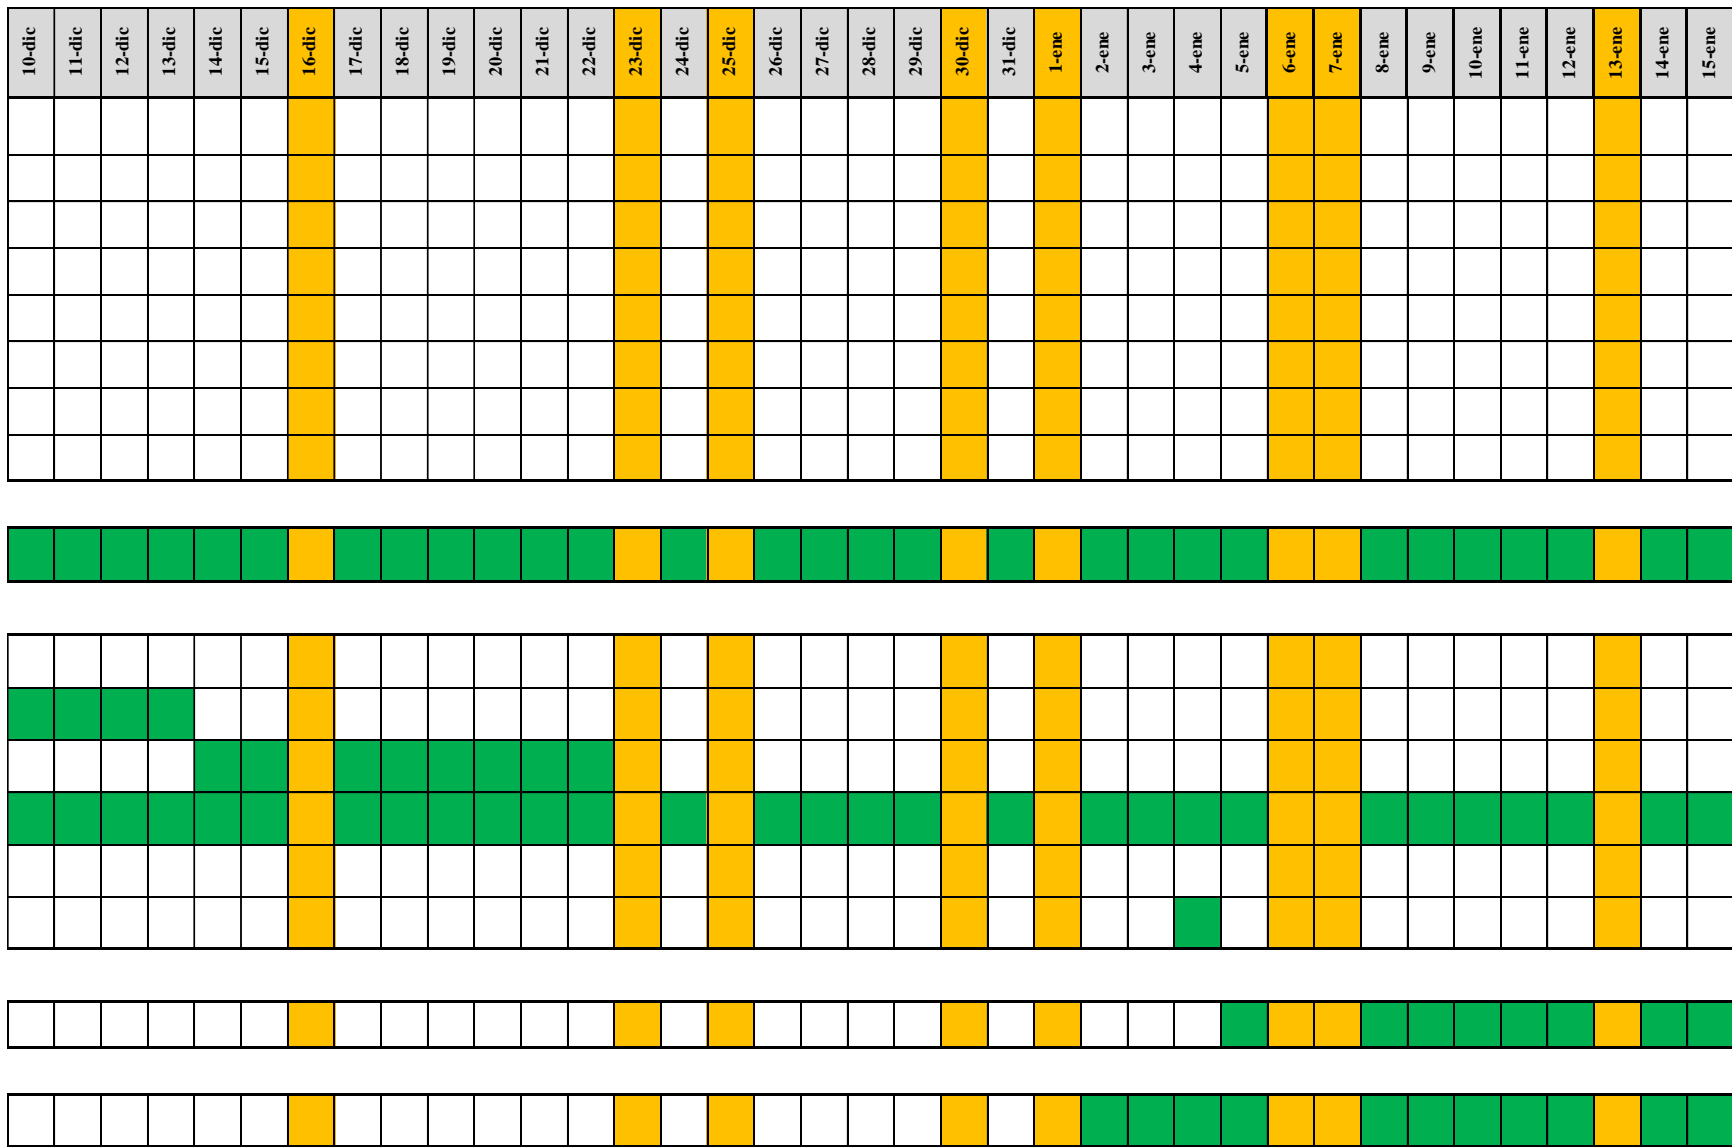 10-dic
11-dic
12-dic
13-dic
14-dic
15-dic
16-dic
17-dic
18-dic
19-dic
20-dic
21-dic
22-dic
23-dic
24-dic
25-dic
26-dic
27-dic
28-dic
29-dic
30-dic
31-dic
1-ene
2-ene
3-ene
4-ene
5-ene
6-ene
7-ene
8-ene
9-ene
10-ene
11-ene
12-ene
13-ene
14-ene
15-ene